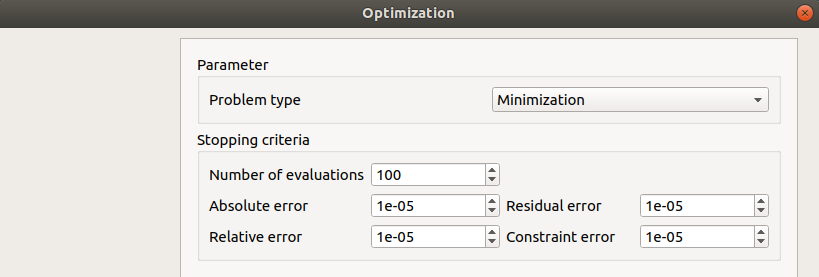 Optimization
Parameter
Problem type Minimization
Stopping criteria
Number of evaluations 100
Absolute error 1e-05 Residual error 1e-05
Relative error 1e-05 Constraint error 1e-05